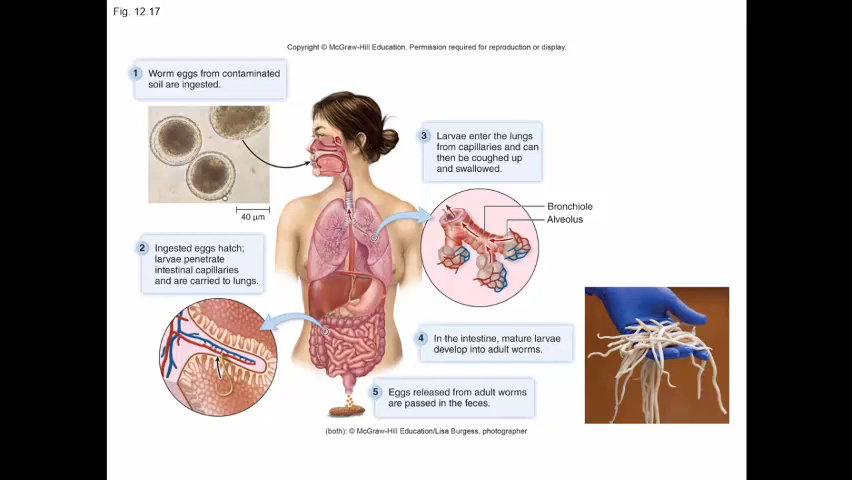 Fig. 12.17
Copyright © McGraw-Hill Education. Permission required for reproduction or display.
1 Worm eggs from contaminated
soil are ingested.
40 µm
2 Ingested eggs hatch;
larvae penetrate
intestinal capillaries
and are carried to lungs.
3 Larvae enter the lungs
from capillaries and can
then be coughed up
and swallowed.
Bronchiole
Alveolus
4 In the intestine, mature larvae
develop into adult worms.
5 Eggs released from adult worms
are passed in the feces.
(both): © McGraw-Hill Education/Lisa Burgess, photographer